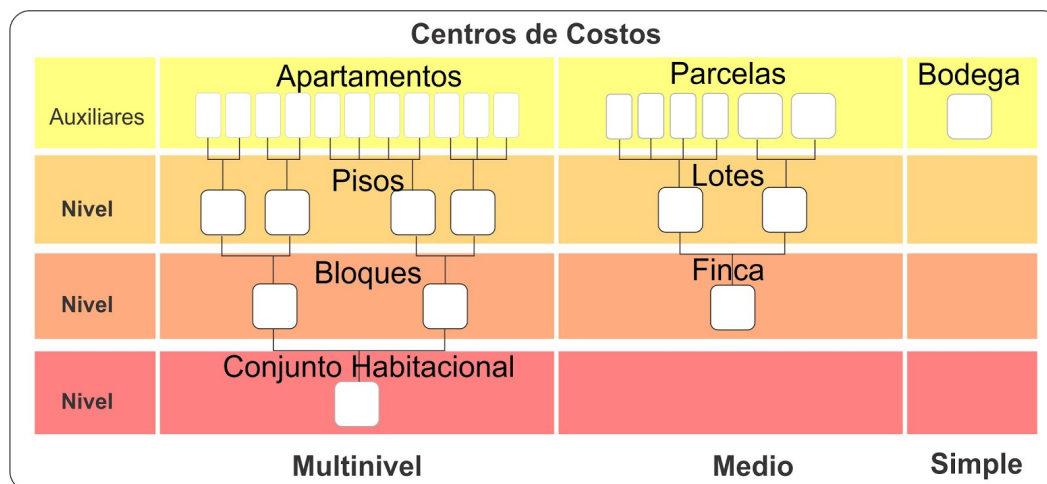 Centros de Costos
Apartamentos
Parcelas
Bodega
Auxiliares
Pisos
Lotes
Nivel
Bloques
Finca
Nivel
Conjunto Habitacional
Nivel
Multinivel
Medio
Simple